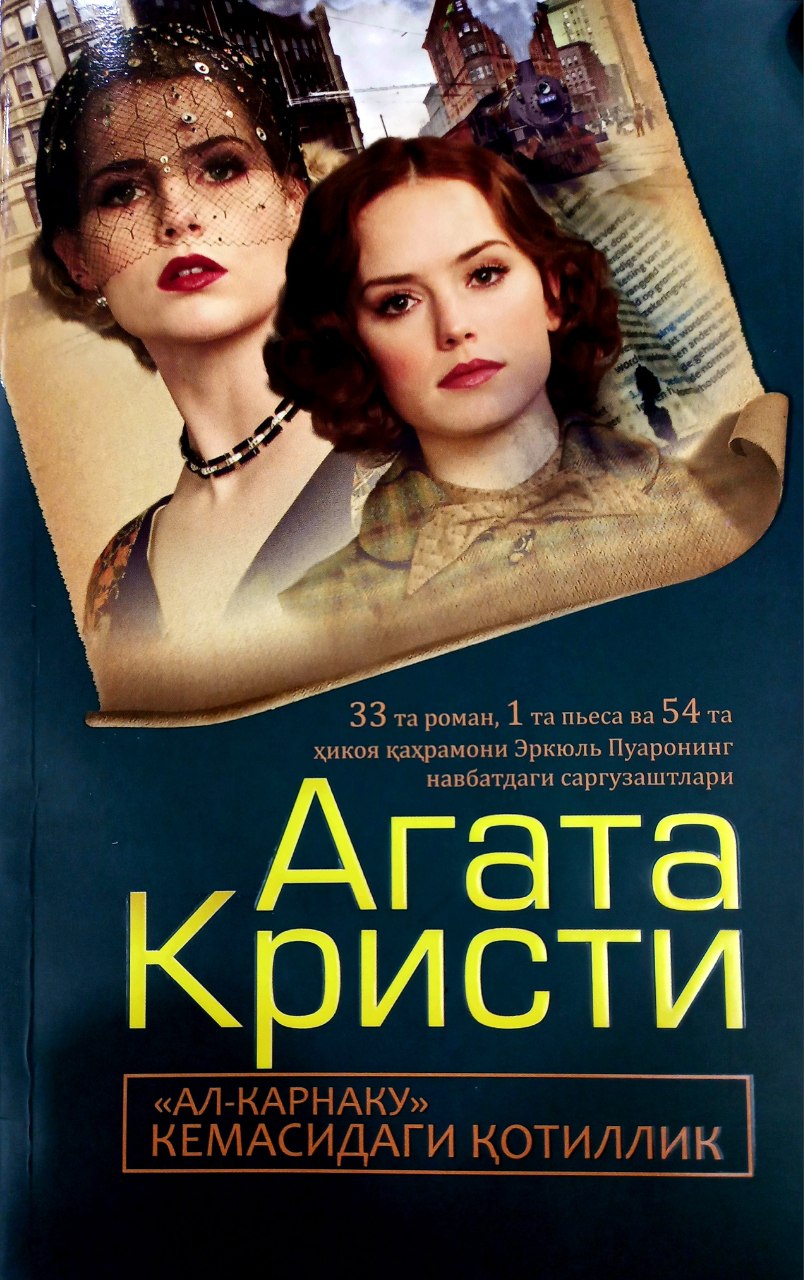 33 та роман, 1 та пьеса ва 54 та
ҳикоя қаҳрамони Эркюль Пуаронинг
навбатдаги саргузаштлари
Агата
Кристи
«АЛ-КАРНАКУ»
КЕМАСИДАГИ ҚОТИЛЛИК